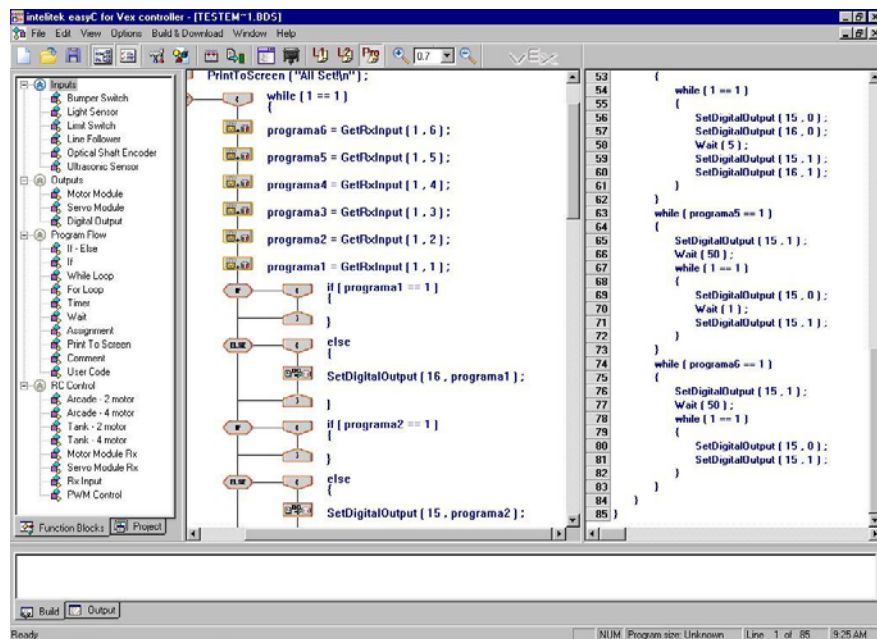 intelitek easyC for Vex controller - [TESTEM~1.BDS]
File Edit View Options Build & Download Window Help
0.7
vex
Inputs
Bumper Switch
Light Sensor
Limit Switch
Line Follower
Optical Shaft Encoder
Ultrasonic Sensor
Outputs
Motor Module
Servo Module
Digital Output
Program Flow
If - Else
If
While Loop
For Loop
Timer
Wait
Assignment
Print To Screen
Comment
User Code
RC Control
Arcade - 2 motor
Arcade - 4 motor
Tank - 2 motor
Tank - 4 motor
Motor Module Rx
Servo Module Rx
Rx Input
PWM Control
Function Blocks Project
PrintToScreen ( "All Set!\n" ) ;
while ( 1 == 1 )
{
programa6 = GetRxInput ( 1 , 6 ) ;
programa5 = GetRxInput ( 1 , 5 ) ;
programa4 = GetRxInput ( 1 , 4 ) ;
programa3 = GetRxInput ( 1 , 3 ) ;
programa2 = GetRxInput ( 1 , 2 ) ;
programa1 = GetRxInput ( 1 , 1 ) ;
IF { if ( programa1 == 1 )
{
} }
ELSE { else
{
SetDigitalOutput ( 16 , programa1 ) ;
} }
IF { if ( programa2 == 1 )
{
} }
ELSE { else
{
SetDigitalOutput ( 15 , programa2 ) ;
53 {
54 while ( 1 == 1 )
55 {
56 SetDigitalOutput ( 15 , 0 ) ;
57 SetDigitalOutput ( 16 , 0 ) ;
58 Wait ( 5 ) ;
59 SetDigitalOutput ( 15 , 1 ) ;
60 SetDigitalOutput ( 16 , 1 ) ;
61 }
62 }
63 while ( programa5 == 1 )
64 {
65 SetDigitalOutput ( 15 , 1 ) ;
66 Wait ( 50 ) ;
67 while ( 1 == 1 )
68 {
69 SetDigitalOutput ( 15 , 0 ) ;
70 Wait ( 1 ) ;
71 SetDigitalOutput ( 15 , 1 ) ;
72 }
73 }
74 while ( programa6 == 1 )
75 {
76 SetDigitalOutput ( 15 , 1 ) ;
77 Wait ( 50 ) ;
78 while ( 1 == 1 )
79 {
80 SetDigitalOutput ( 15 , 0 ) ;
81 SetDigitalOutput ( 15 , 1 ) ;
82 }
83 }
84 }
85 }
Build Output
Ready NUM Program size: Unknown Line 1 of 85 9:25 AM